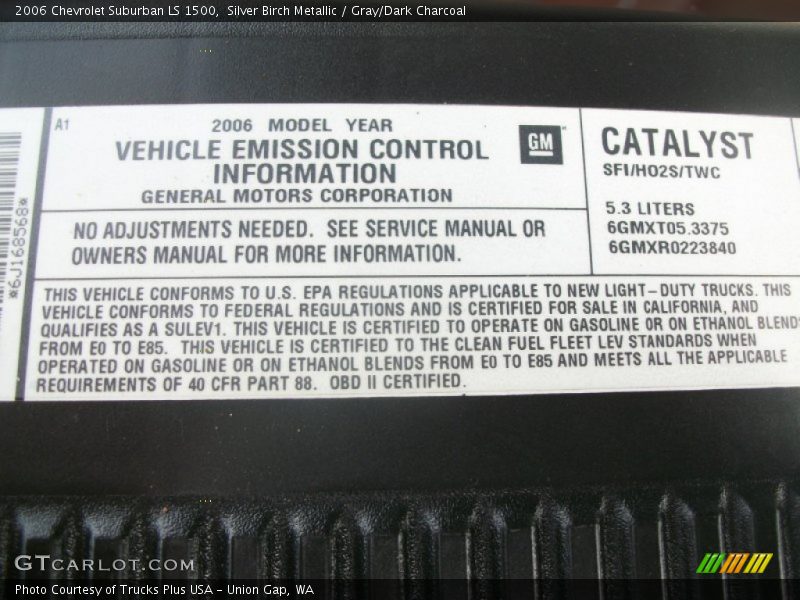 2006 Chevrolet Suburban LS 1500, Silver Birch Metallic / Gray/Dark Charcoal
*6J168568*
A1
2006 MODEL YEAR
VEHICLE EMISSION CONTROL
INFORMATION
GENERAL MOTORS CORPORATION
GM
NO ADJUSTMENTS NEEDED. SEE SERVICE MANUAL OR
OWNERS MANUAL FOR MORE INFORMATION.
CATALYST
SFI/HO2S/TWC
5.3 LITERS
6GMXT05.3375
6GMXR0223840
THIS VEHICLE CONFORMS TO U.S. EPA REGULATIONS APPLICABLE TO NEW LIGHT-DUTY TRUCKS. THIS
VEHICLE CONFORMS TO FEDERAL REGULATIONS AND IS CERTIFIED FOR SALE IN CALIFORNIA, AND
QUALIFIES AS A SULEV1. THIS VEHICLE IS CERTIFIED TO OPERATE ON GASOLINE OR ON ETHANOL BLENDS
FROM E0 TO E85. THIS VEHICLE IS CERTIFIED TO THE CLEAN FUEL FLEET LEV STANDARDS WHEN
OPERATED ON GASOLINE OR ON ETHANOL BLENDS FROM E0 TO E85 AND MEETS ALL THE APPLICABLE
REQUIREMENTS OF 40 CFR PART 88. OBD II CERTIFIED.
GTCARLOT.COM
Photo Courtesy of Trucks Plus USA - Union Gap, WA